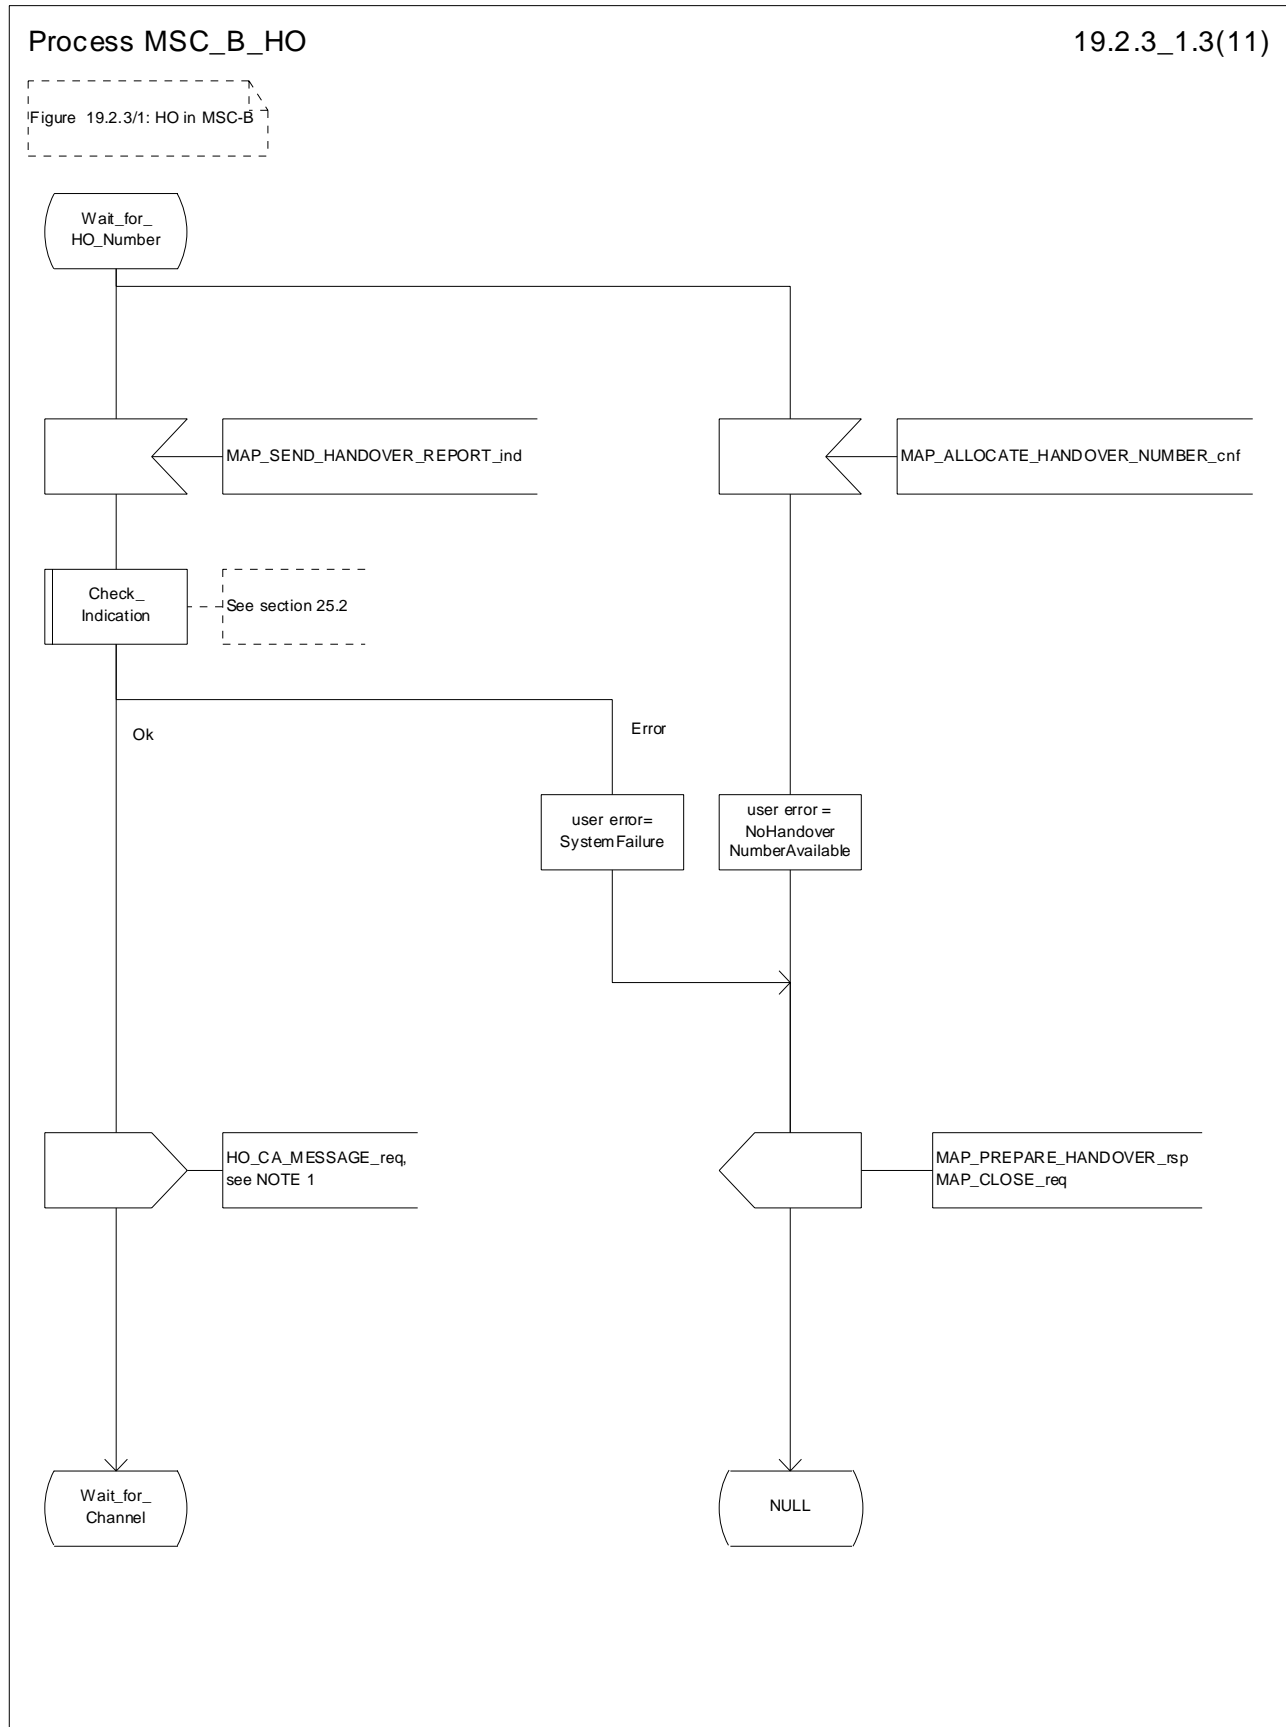 Process MSC_B_HO
19.2.3_1.3(11)
Figure 19.2.3/1: HO in MSC-B
Wait_for_
HO_Number
MAP_SEND_HANDOVER_REPORT_ind
MAP_ALLOCATE_HANDOVER_NUMBER_cnf
Check_
Indication
See section 25.2
Ok
Error
user error=
SystemFailure
user error =
NoHandover
NumberAvailable
HO_CA_MESSAGE_req,
see NOTE 1
MAP_PREPARE_HANDOVER_rsp
MAP_CLOSE_req
Wait_for_
Channel
NULL